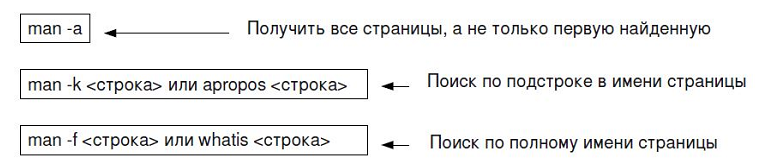 man -a Получить все страницы, а не только первую найденную
man -k <строка> или apropos <строка> Поиск по подстроке в имени страницы
man -f <строка> или whatis <строка> Поиск по полному имени страницы